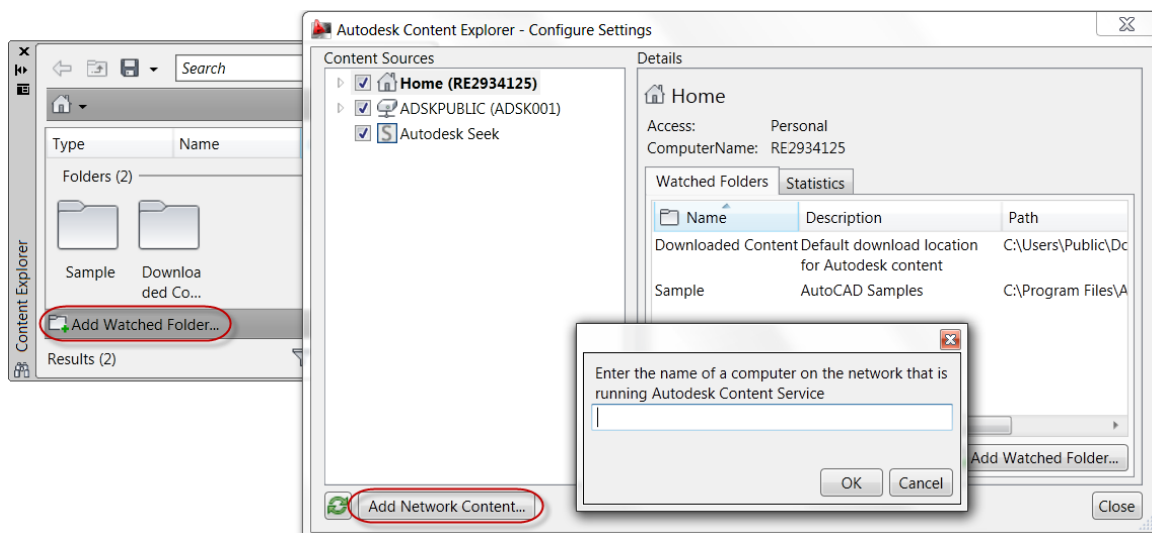 Search
Type Name
Folders (2)
Sample
Downloa
ded Co...
Add Watched Folder...
Results (2)
Content Explorer
Autodesk Content Explorer - Configure Settings
Content Sources
Home (RE2934125)
ADSKPUBLIC (ADSK001)
S Autodesk Seek
Details
Home
Access: Personal
ComputerName: RE2934125
Watched Folders Statistics
Name Description Path
Downloaded Content Default download location C:\Users\Public\Dc
for Autodesk content
Sample AutoCAD Samples C:\Program Files\A
Enter the name of a computer on the network that is
running Autodesk Content Service
OK Cancel
Add Watched Folder...
Add Network Content...
Close